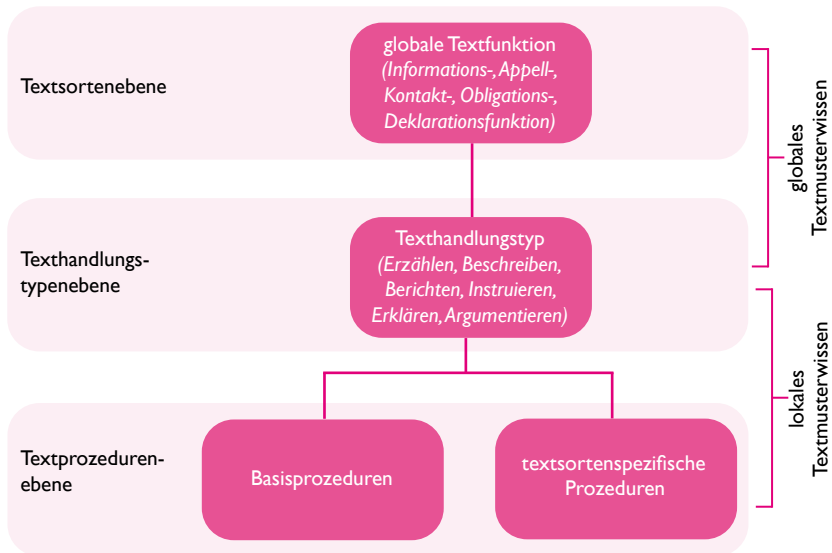 globale Textfunktion
(Informations-, Appell-,
Kontakt-, Obligations-,
Deklarationsfunktion)
Textsortenebene
globales
Textmusterwissen
Texthandlungstyp
(Erzählen, Beschreiben,
Berichten, Instruieren,
Erklären, Argumentieren)
Texthandlungs-
typenebene
lokales
Textmusterwissen
Textprozeduren-
ebene
Basisprozeduren
textsortenspezifische
Prozeduren